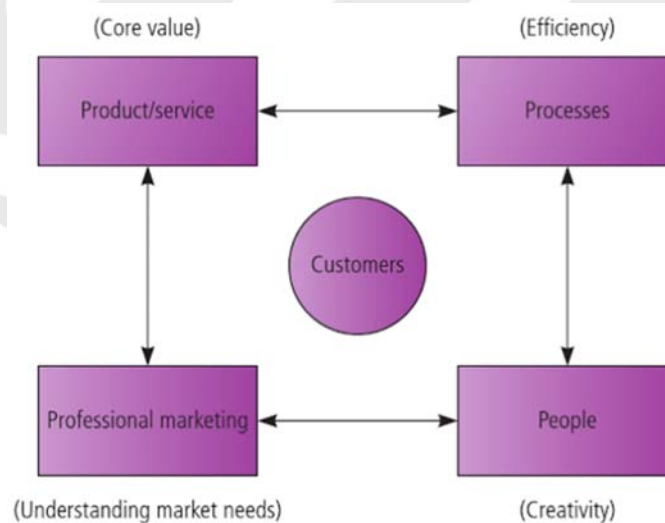 (Core value)
(Efficiency)
Product/service
Processes
Customers
Professional marketing
People
(Understanding market needs)
(Creativity)